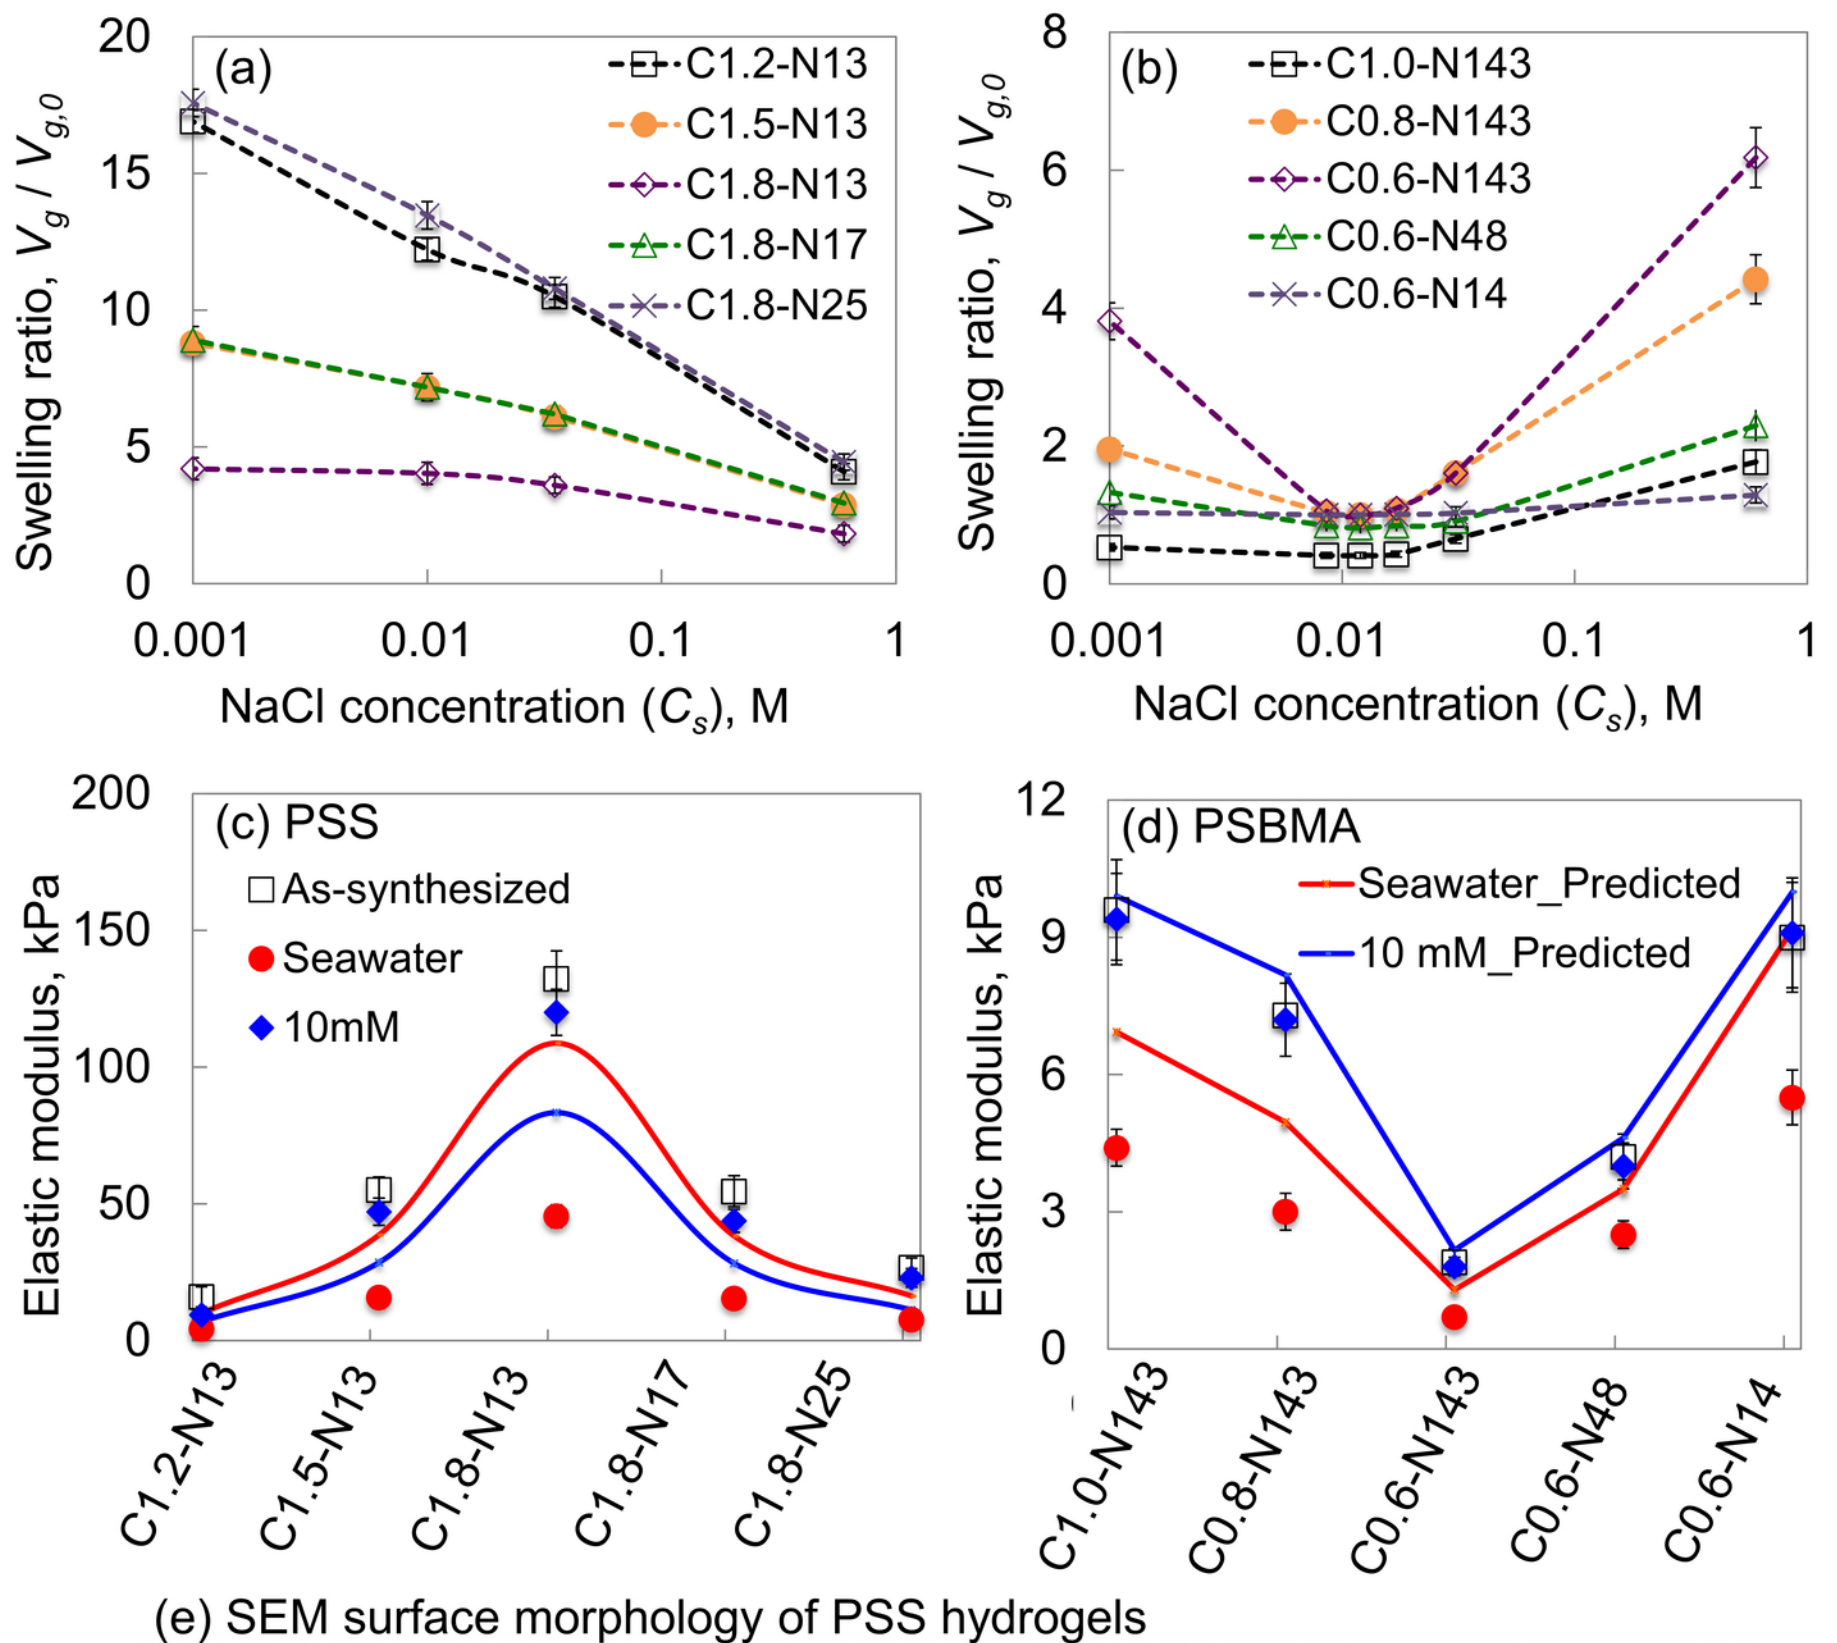 (a)
C1.2-N13
C1.5-N13
C1.8-N13
C1.8-N17
C1.8-N25
20
15
10
5
0
0.001 0.01 0.1 1
Swelling ratio, Vg / Vg,0
NaCl concentration (Cs), M
(b)
C1.0-N143
C0.8-N143
C0.6-N143
C0.6-N48
C0.6-N14
8
6
4
2
0
0.001 0.01 0.1 1
Swelling ratio, Vg / Vg,0
NaCl concentration (Cs), M
(c) PSS
As-synthesized
Seawater
10mM
200
150
100
50
0
Elastic modulus, kPa
C1.2-N13
C1.5-N13
C1.8-N13
C1.8-N17
C1.8-N25
(d) PSBMA
Seawater_Predicted
10 mM_Predicted
12
9
6
3
0
Elastic modulus, kPa
C1.0-N143
C0.8-N143
C0.6-N143
C0.6-N48
C0.6-N14
(e) SEM surface morphology of PSS hydrogels